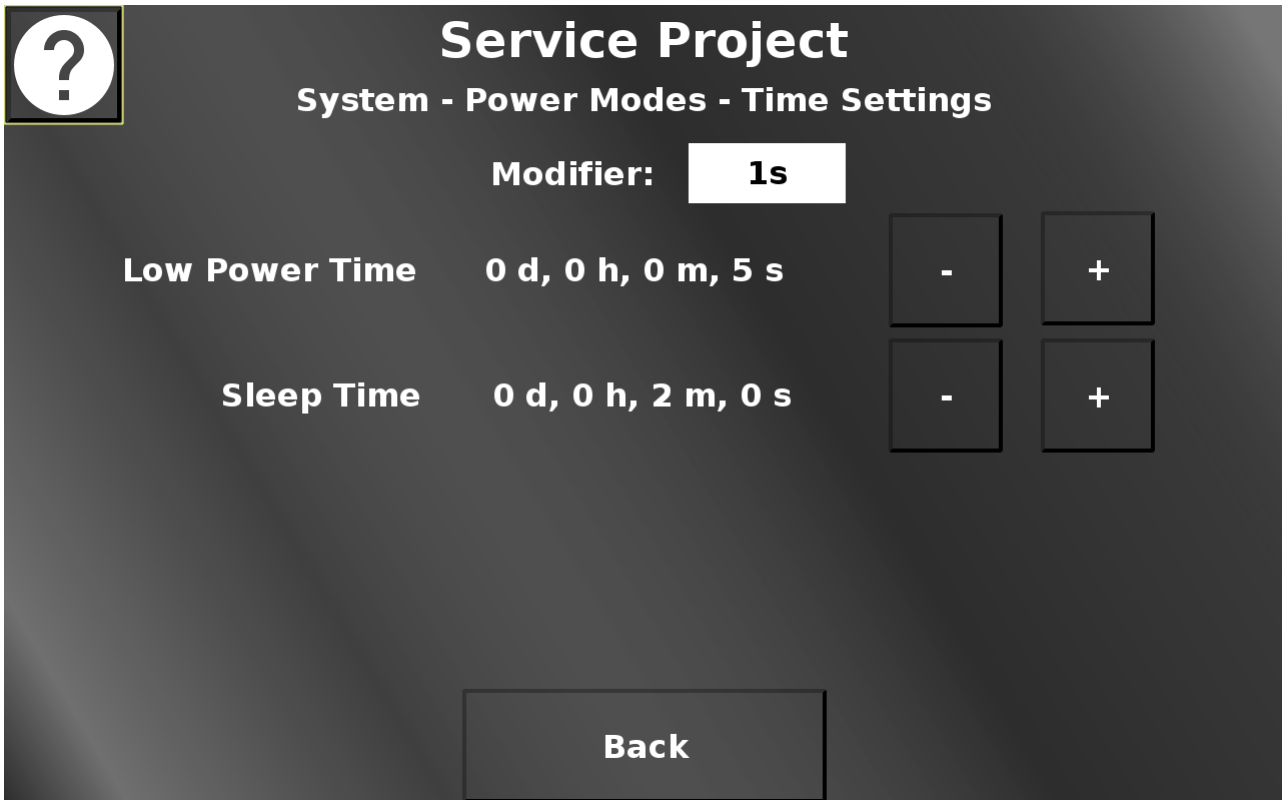 ?
Service Project
System - Power Modes - Time Settings
Modifier: 1s
Low Power Time 0 d, 0 h, 0 m, 5 s - +
Sleep Time 0 d, 0 h, 2 m, 0 s - +
Back